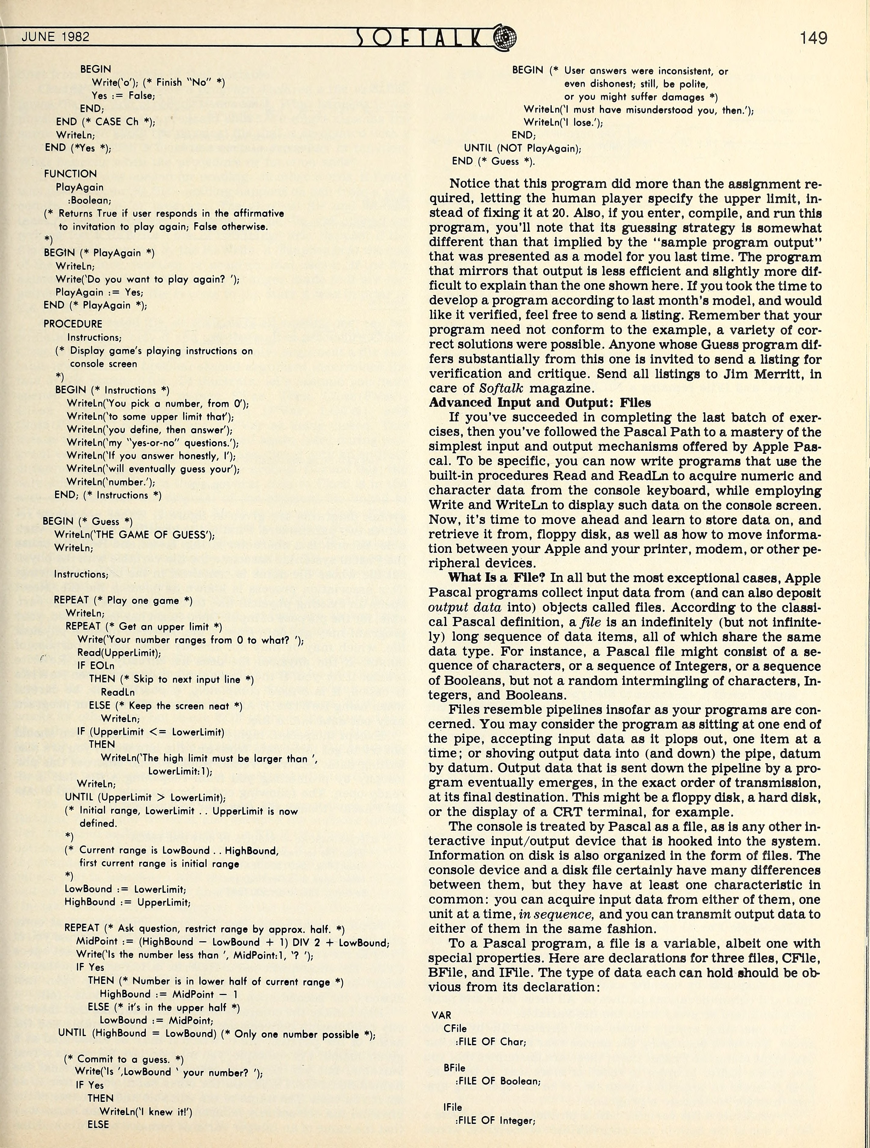 JUNE 1982
SOFTALK
149
BEGIN
Write('o'); (* Finish "No" *)
Yes := False;
END;
END (* CASE Ch *);
WriteLn;
END (*Yes *);
FUNCTION
PlayAgain
:Boolean;
(* Returns True if user responds in the affirmative
to invitation to play again; False otherwise.
*)
BEGIN (* PlayAgain *)
WriteLn;
Write('Do you want to play again? ');
PlayAgain := Yes;
END (* PlayAgain *);
PROCEDURE
Instructions;
(* Display game's playing instructions on
console screen
*)
BEGIN (* Instructions *)
WriteLn('You pick a number, from 0');
WriteLn('to some upper limit that');
WriteLn('you define, then answer');
WriteLn('my "yes-or-no" questions.');
WriteLn('If you answer honestly, I');
WriteLn('will eventually guess your');
WriteLn('number.');
END; (* Instructions *)
BEGIN (* Guess *)
WriteLn('THE GAME OF GUESS');
WriteLn;
Instructions;
REPEAT (* Play one game *)
WriteLn;
REPEAT (* Get an upper limit *)
Write('Your number ranges from 0 to what? ');
Read(UpperLimit);
IF EOLn
THEN (* Skip to next input line *)
ReadLn
ELSE (* Keep the screen neat *)
WriteLn;
IF (UpperLimit <= LowerLimit)
THEN
WriteLn('The high limit must be larger than ',
LowerLimit:1);
WriteLn;
UNTIL (UpperLimit > LowerLimit);
(* Initial range, LowerLimit . . UpperLimit is now
defined.
*)
(* Current range is LowBound . . HighBound,
first current range is initial range
*)
LowBound := LowerLimit;
HighBound := UpperLimit;
REPEAT (* Ask question, restrict range by approx. half. *)
MidPoint := (HighBound − LowBound + 1) DIV 2 + LowBound;
Write('Is the number less than ', MidPoint:1, '? ');
IF Yes
THEN (* Number is in lower half of current range *)
HighBound := MidPoint − 1
ELSE (* it's in the upper half *)
LowBound := MidPoint;
UNTIL (HighBound = LowBound) (* Only one number possible *);
(* Commit to a guess. *)
Write('Is ',LowBound ' your number? ');
IF Yes
THEN
WriteLn('I knew it!')
ELSE
BEGIN (* User answers were inconsistent, or
even dishonest; still, be polite,
or you might suffer damages *)
WriteLn('I must have misunderstood you, then.');
WriteLn('I lose.');
END;
UNTIL (NOT PlayAgain);
END (* Guess *).
Notice that this program did more than the assignment re-
quired, letting the human player specify the upper limit, in-
stead of fixing it at 20. Also, if you enter, compile, and run this
program, you'll note that its guessing strategy is somewhat
different than that implied by the "sample program output"
that was presented as a model for you last time. The program
that mirrors that output is less efficient and slightly more dif-
ficult to explain than the one shown here. If you took the time to
develop a program according to last month's model, and would
like it verified, feel free to send a listing. Remember that your
program need not conform to the example, a variety of cor-
rect solutions were possible. Anyone whose Guess program dif-
fers substantially from this one is invited to send a listing for
verification and critique. Send all listings to Jim Merritt, in
care of Softalk magazine.
Advanced Input and Output: Files
If you've succeeded in completing the last batch of exer-
cises, then you've followed the Pascal Path to a mastery of the
simplest input and output mechanisms offered by Apple Pas-
cal. To be specific, you can now write programs that use the
built-in procedures Read and ReadLn to acquire numeric and
character data from the console keyboard, while employing
Write and WriteLn to display such data on the console screen.
Now, it's time to move ahead and learn to store data on, and
retrieve it from, floppy disk, as well as how to move informa-
tion between your Apple and your printer, modem, or other pe-
ripheral devices.
What Is a File? In all but the most exceptional cases, Apple
Pascal programs collect input data from (and can also deposit
output data into) objects called files. According to the classi-
cal Pascal definition, a file is an indefinitely (but not infinite-
ly) long sequence of data items, all of which share the same
data type. For instance, a Pascal file might consist of a se-
quence of characters, or a sequence of Integers, or a sequence
of Booleans, but not a random intermingling of characters, In-
tegers, and Booleans.
Files resemble pipelines insofar as your programs are con-
cerned. You may consider the program as sitting at one end of
the pipe, accepting input data as it plops out, one item at a
time; or shoving output data into (and down) the pipe, datum
by datum. Output data that is sent down the pipeline by a pro-
gram eventually emerges, in the exact order of transmission,
at its final destination. This might be a floppy disk, a hard disk,
or the display of a CRT terminal, for example.
The console is treated by Pascal as a file, as is any other in-
teractive input/output device that is hooked into the system.
Information on disk is also organized in the form of files. The
console device and a disk file certainly have many differences
between them, but they have at least one characteristic in
common: you can acquire input data from either of them, one
unit at a time, in sequence, and you can transmit output data to
either of them in the same fashion.
To a Pascal program, a file is a variable, albeit one with
special properties. Here are declarations for three files, CFile,
BFile, and IFile. The type of data each can hold should be ob-
vious from its declaration:
VAR
CFile
:FILE OF Char;
BFile
:FILE OF Boolean;
IFile
:FILE OF Integer;